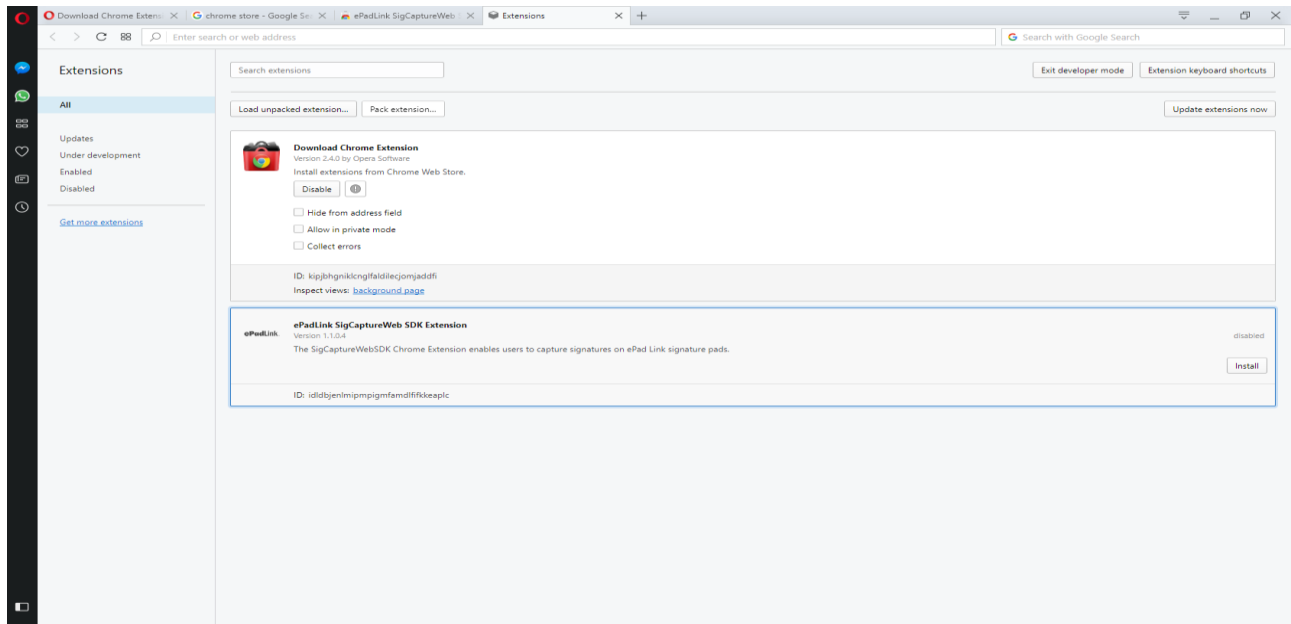 Download Chrome Extens
chrome store - Google Se
ePadLink SigCaptureWeb
Extensions
Enter search or web address
Search with Google Search
Extensions
Search extensions
Exit developer mode
Extension keyboard shortcuts
All
Load unpacked extension...
Pack extension...
Update extensions now
Updates
Under development
Enabled
Disabled
Get more extensions
Download Chrome Extension
Version 2.4.0 by Opera Software
Install extensions from Chrome Web Store.
Disable
Hide from address field
Allow in private mode
Collect errors
ID: kipjbhgniklcnglfaldilecjomjaddfi
Inspect views: background page
ePadLink
ePadLink SigCaptureWeb SDK Extension
Version 1.1.0.4
disabled
The SigCaptureWebSDK Chrome Extension enables users to capture signatures on ePad Link signature pads.
Install
ID: idldbjenlmipmpigmfamdlfifkkeaplc